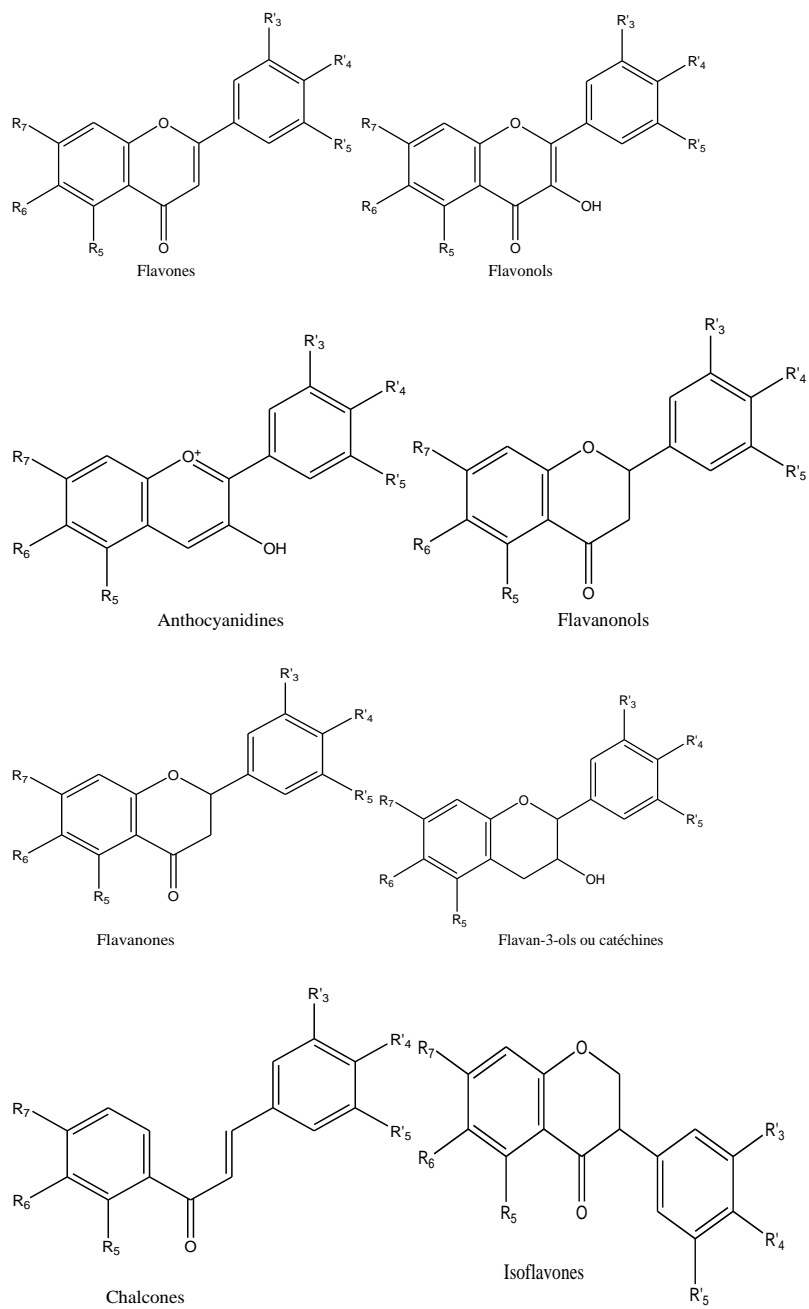 R'3 R'3
R'4 R'4
R7 O R7 O
R'5 R'5
R6 R6 OH
R5 O R5 O
Flavones Flavonols
R'3 R'3
R'4 R'4
R7 O+ R7 O
R'5 R'5
R6 OH R6
R5 R5 O
Anthocyanidines Flavanonols
R'3 R'3
R'4 R'4
R7 O R'5 R7 O
R'5
R6 R6 OH
R5 O R5
Flavanones Flavan-3-ols ou catéchines
R'3
R'4 R7 O
R7 R'5 R'3
R6 R6
R5 O R5 O R'4
Isoflavones R'5
Chalcones